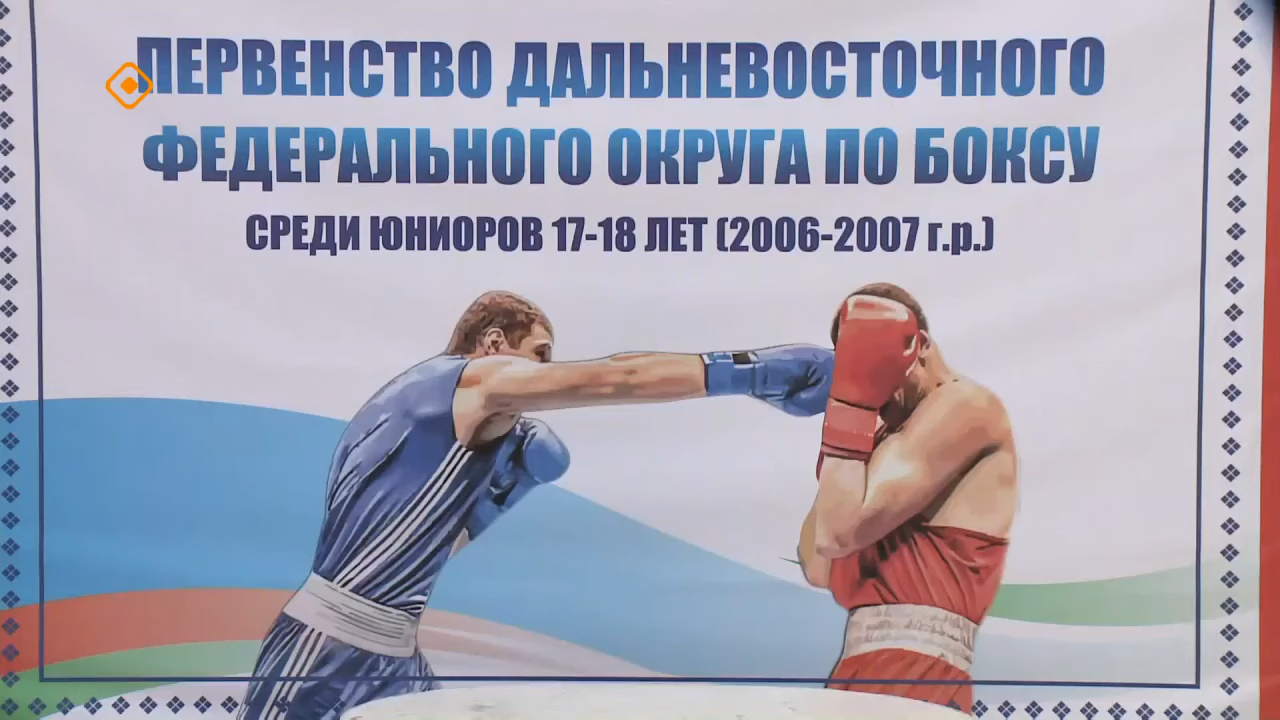 ПЕРВЕНСТВО ДАЛЬНЕВОСТОЧНОГО
ФЕДЕРАЛЬНОГО ОКРУГА ПО БОКСУ
СРЕДИ ЮНИОРОВ 17-18 ЛЕТ (2006-2007 г.р.)